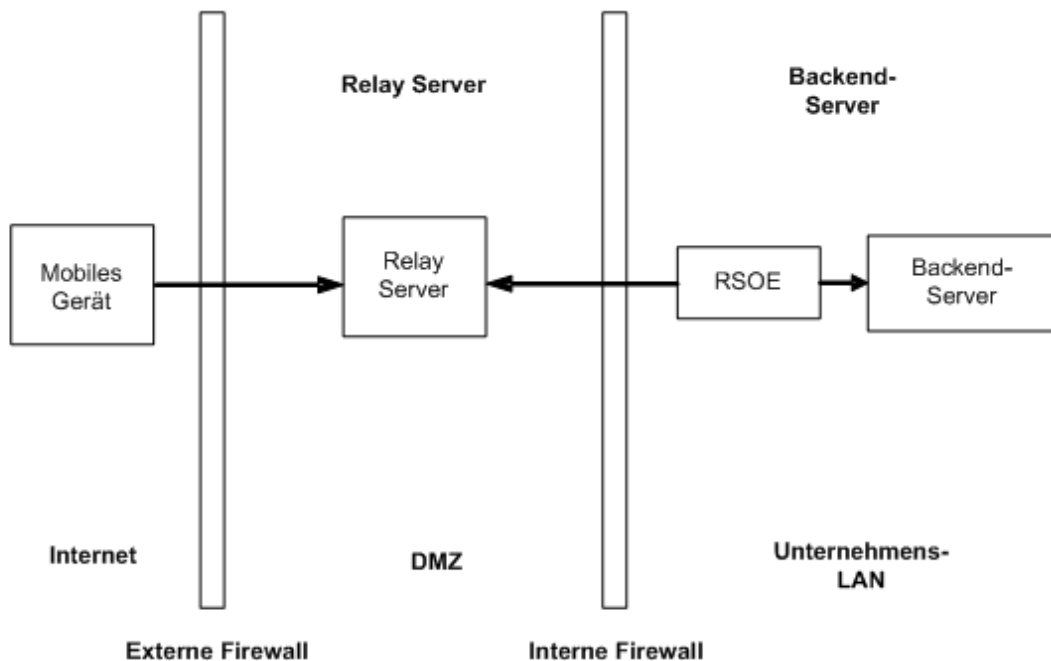 Relay Server
Backend-
Server
Mobiles
Gerät
Relay
Server
RSOE
Backend-
Server
Internet
DMZ
Unternehmens-
LAN
Externe Firewall
Interne Firewall